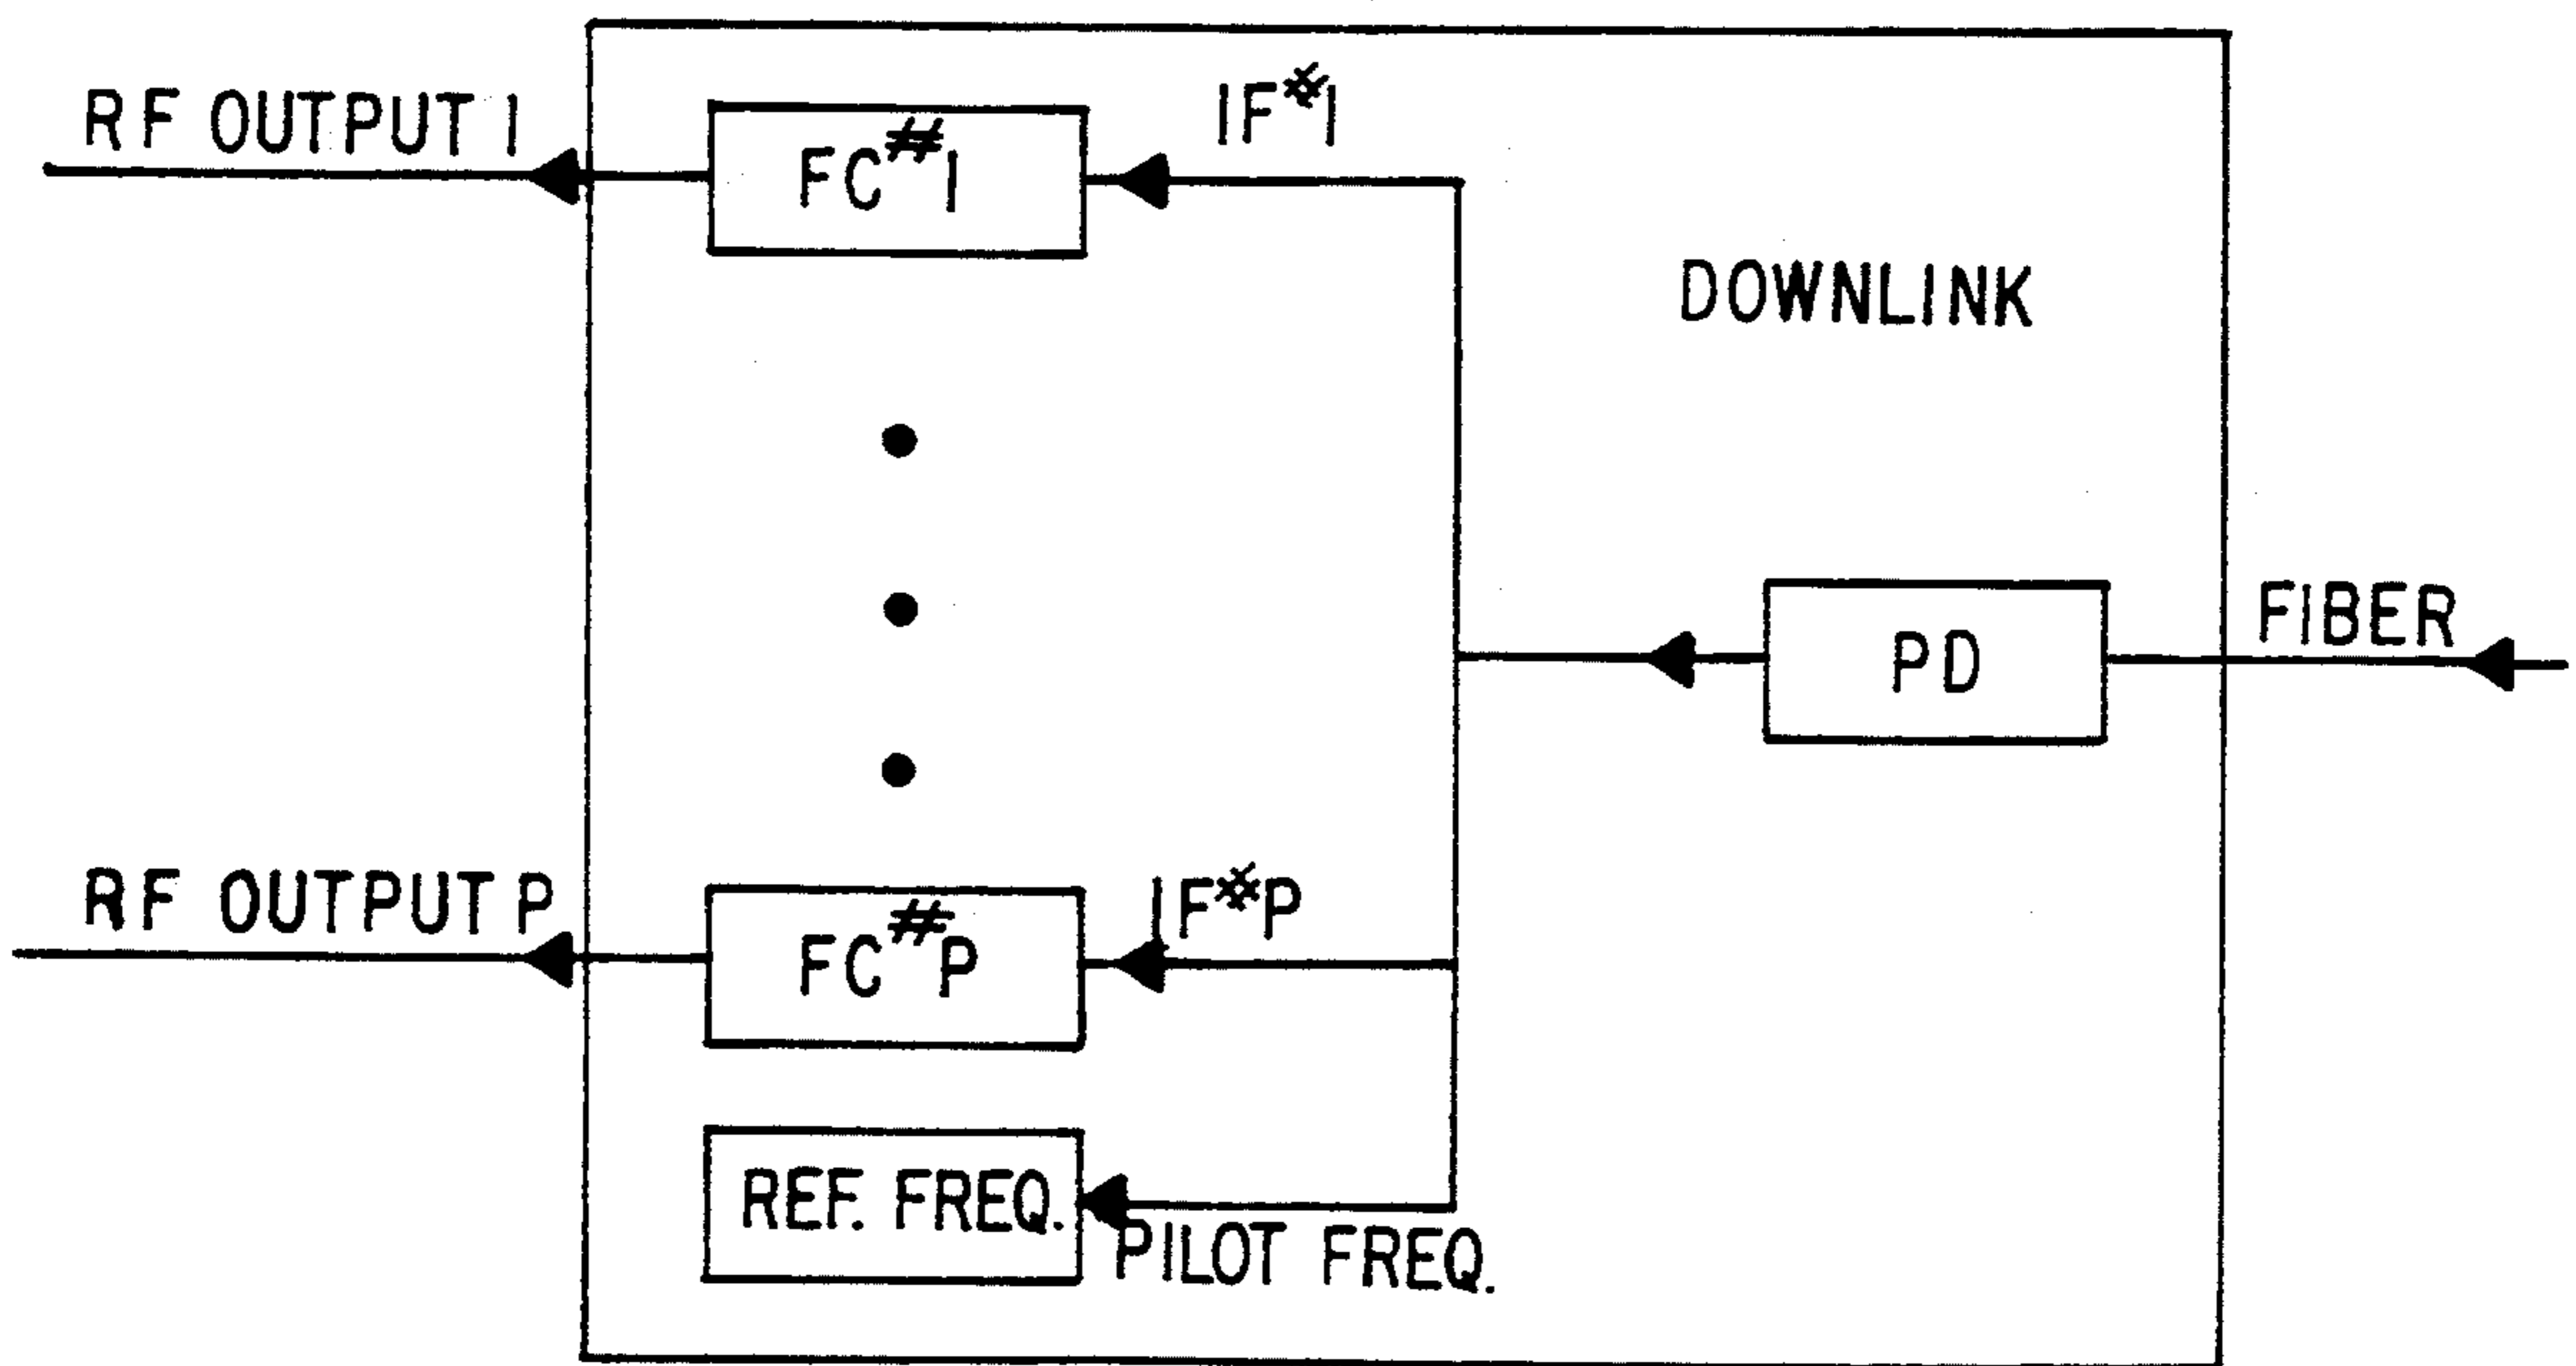 RF OUTPUT 1
FC#1
IF#1
DOWNLINK
PD
FIBER
RF OUTPUT P
FC#P
IF#P
REF. FREQ.
PILOT FREQ.